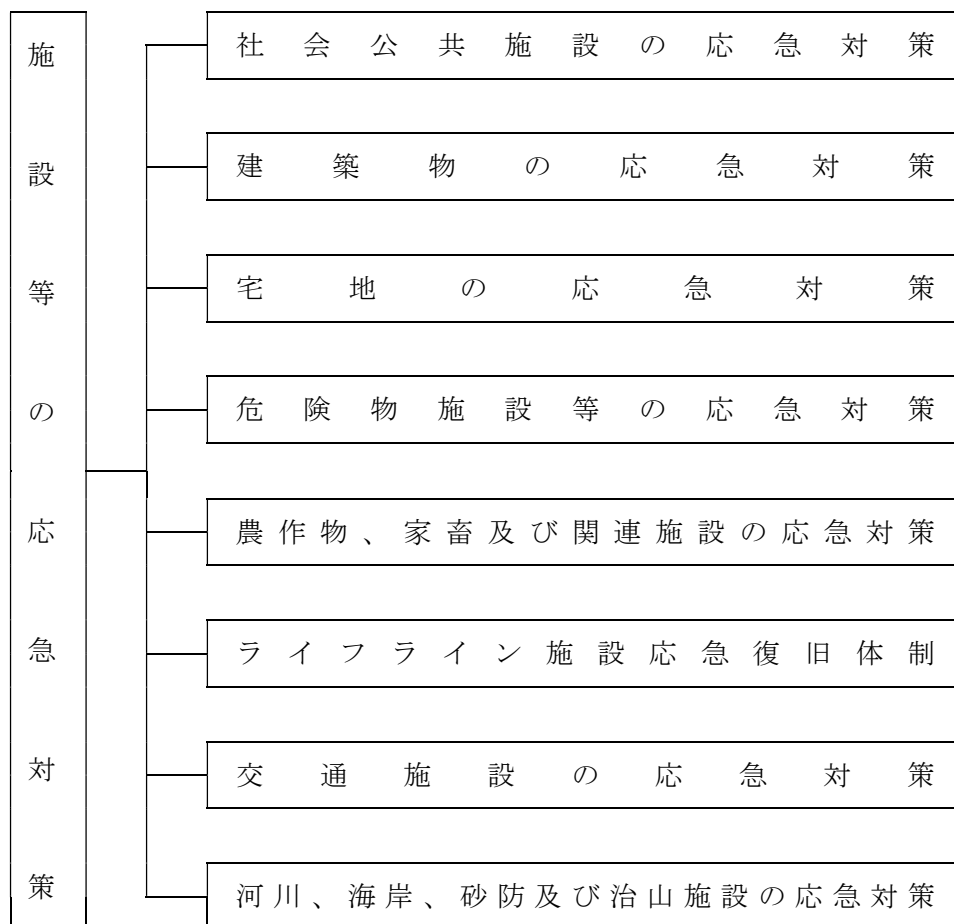 施設等の応急対策
社会公共施設の応急対策
建築物の応急対策
宅地の応急対策
危険物施設等の応急対策
農作物、家畜及び関連施設の応急対策
ライフライン施設応急復旧体制
交通施設の応急対策
河川、海岸、砂防及び治山施設の応急対策